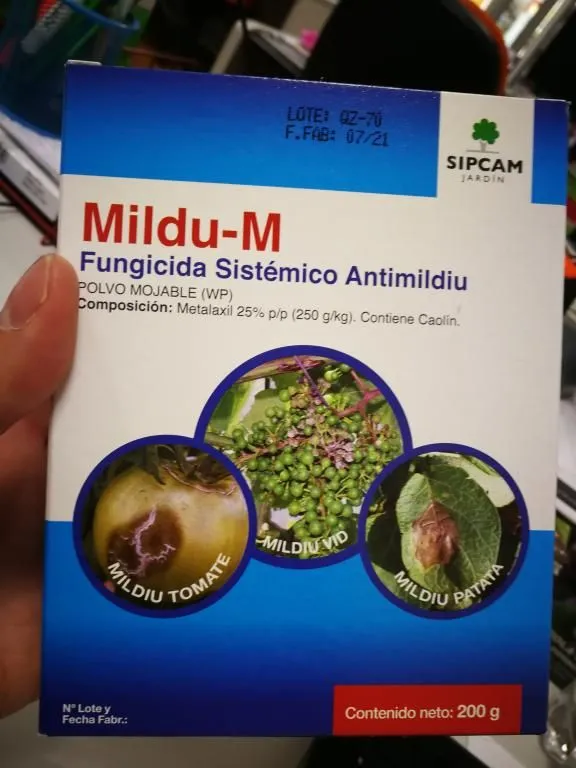 LOTE: QZ-70
F.FAB: 07/21
SIPCAM
JARDÍN
Mildu-M
Fungicida Sistémico Antimildiu
POLVO MOJABLE (WP)
Composición: Metalaxil 25% p/p (250 g/kg). Contiene Caolín.
MILDIU VID
MILDIU TOMATE
MILDIU PATATA
Nº Lote y
Fecha Fabr.:
Contenido neto: 200 g